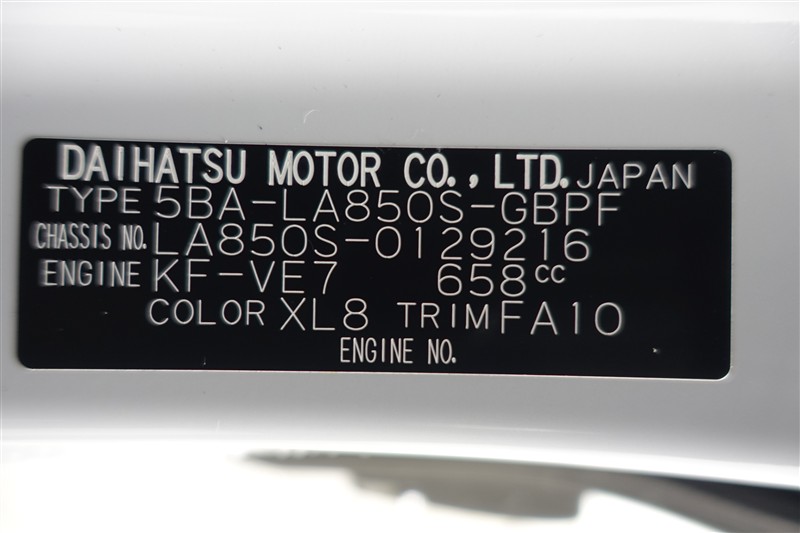 DAIHATSU MOTOR CO., LTD. JAPAN
TYPE 5BA-LA850S-GBPF
CHASSIS NO. LA850S-0129216
ENGINE KF-VE7 658cc
COLOR XL8 TRIM FA10
ENGINE NO.